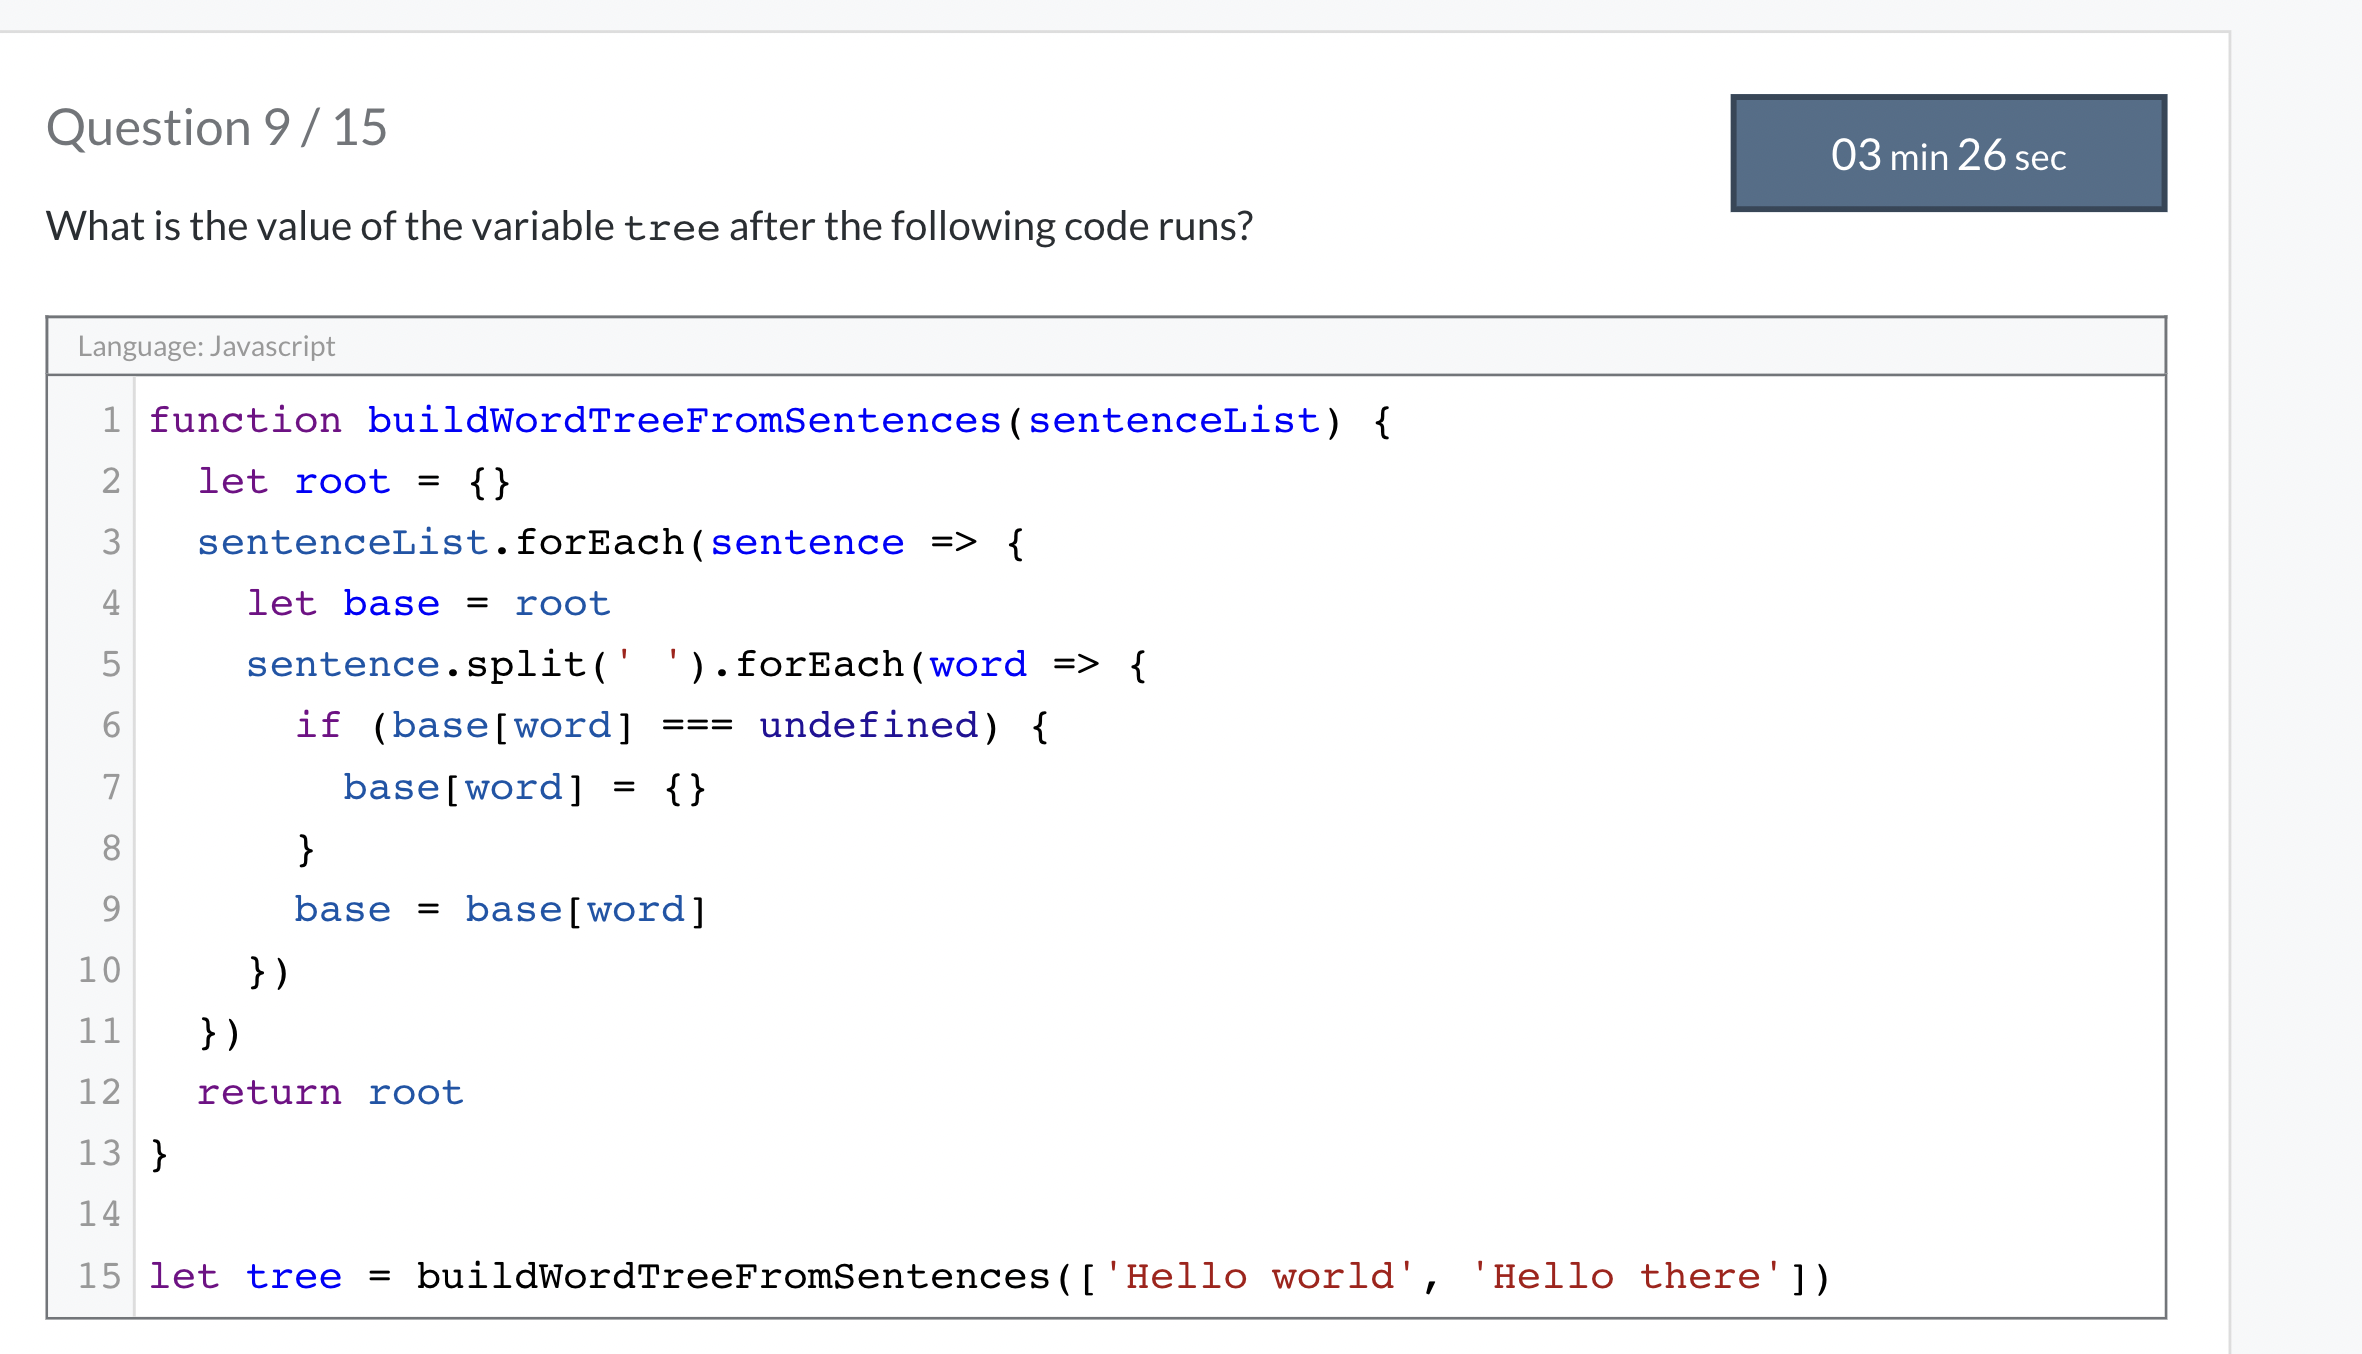 Question 9 / 15
03 min 26 sec
What is the value of the variable tree after the following code runs?
Language: Javascript
1 function buildWordTreeFromSentences(sentenceList) {
2   let root = {}
3   sentenceList.forEach(sentence => {
4     let base = root
5     sentence.split(' ').forEach(word => {
6       if (base[word] === undefined) {
7         base[word] = {}
8       }
9       base = base[word]
10     })
11   })
12   return root
13 }
14
15 let tree = buildWordTreeFromSentences(['Hello world', 'Hello there'])